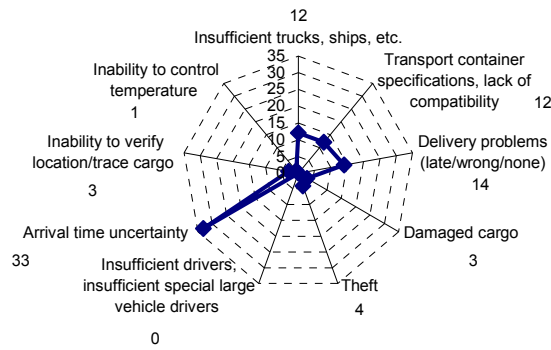 12
Insufficient trucks, ships, etc.
35
30
25
20
15
10
5
0
Transport container
specifications, lack of
compatibility
12
Delivery problems
(late/wrong/none)
14
Damaged cargo
3
Theft
4
Insufficient drivers,
insufficient special large
vehicle drivers
0
Arrival time uncertainty
33
Inability to verify
location/trace cargo
3
Inability to control
temperature
1